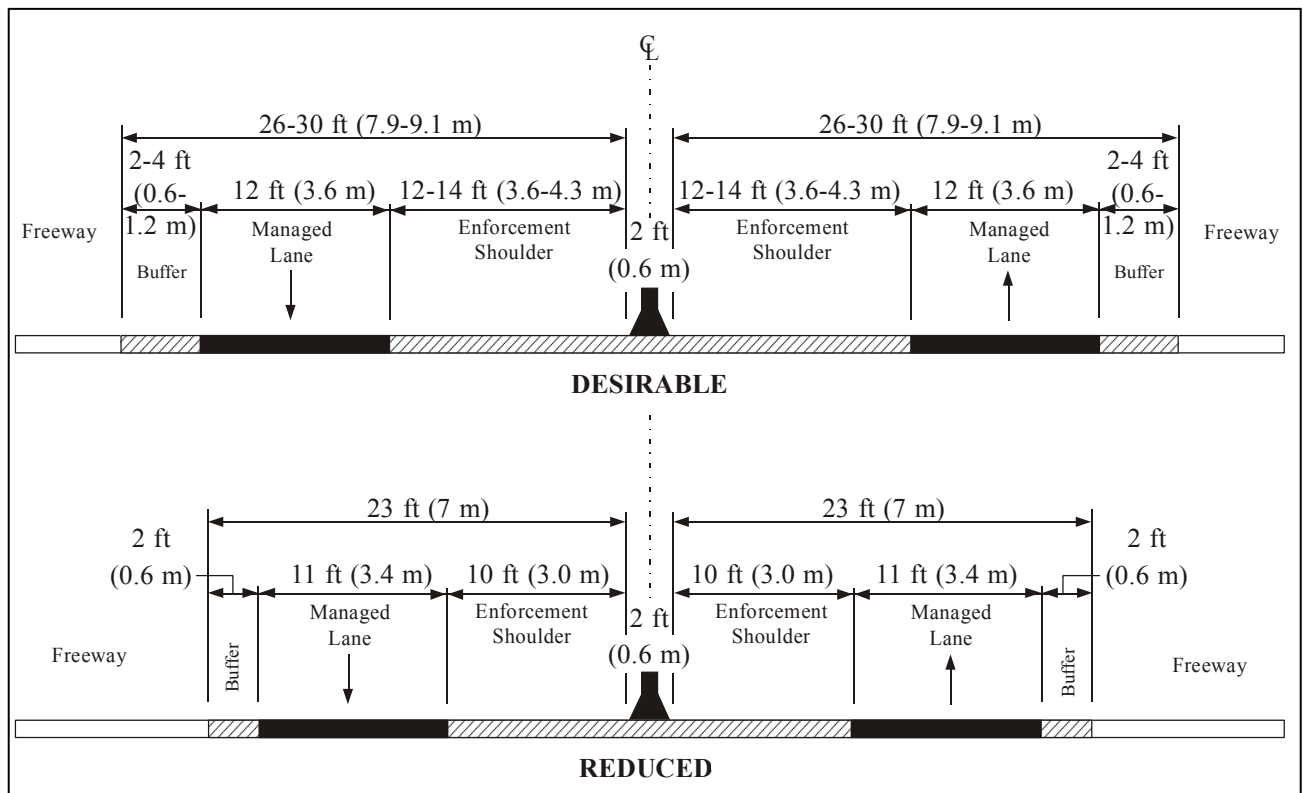 ℄
26-30 ft (7.9-9.1 m)
26-30 ft (7.9-9.1 m)
2-4 ft
(0.6-
1.2 m)
12 ft (3.6 m)
12-14 ft (3.6-4.3 m)
12-14 ft (3.6-4.3 m)
12 ft (3.6 m)
2-4 ft
(0.6-
1.2 m)
Freeway
Buffer
Managed
Lane
Enforcement
Shoulder
2 ft
(0.6 m)
Enforcement
Shoulder
Managed
Lane
Buffer
Freeway
DESIRABLE
23 ft (7 m)
23 ft (7 m)
2 ft
(0.6 m)
11 ft (3.4 m)
10 ft (3.0 m)
10 ft (3.0 m)
11 ft (3.4 m)
2 ft
(0.6 m)
Freeway
Buffer
Managed
Lane
Enforcement
Shoulder
2 ft
(0.6 m)
Enforcement
Shoulder
Managed
Lane
Buffer
Freeway
REDUCED